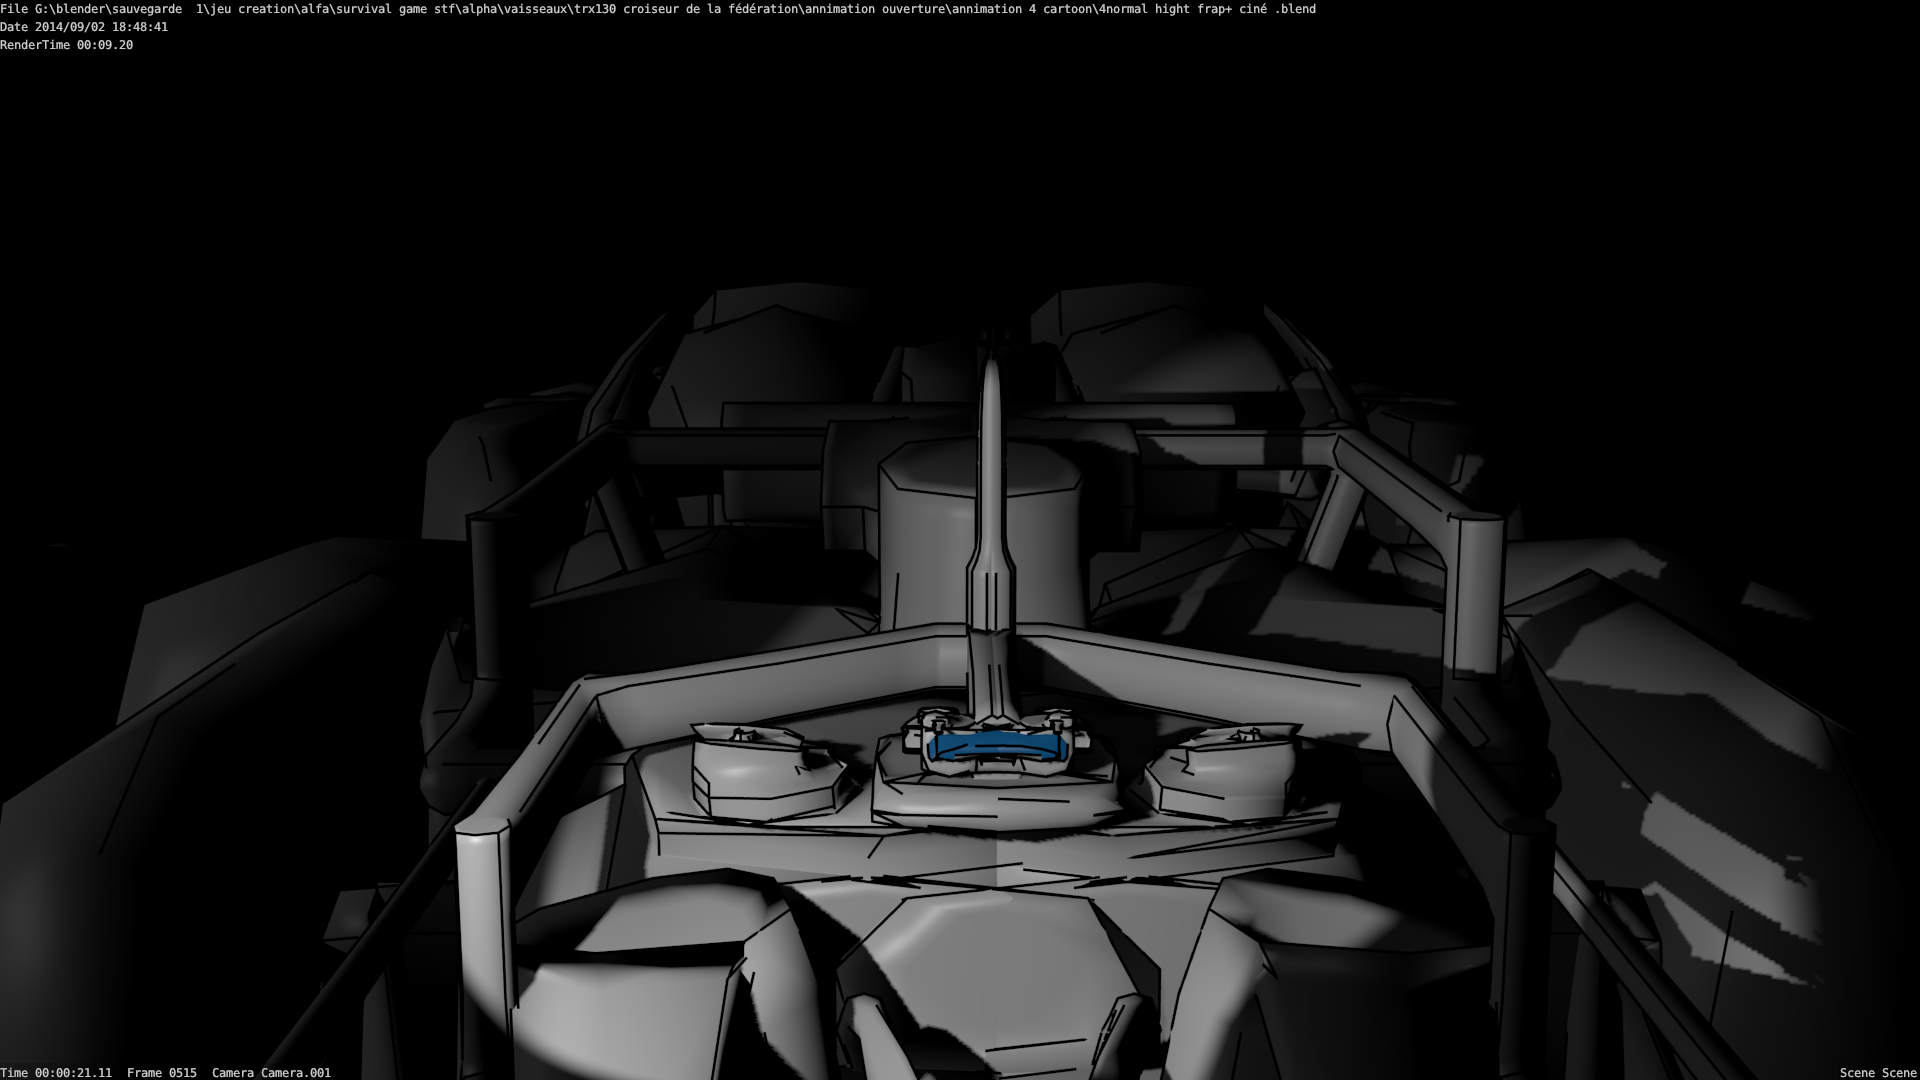 File G:\blender\sauvegarde  1\jeu creation\alfa\survival game stf\alpha\vaisseaux\trx130 croiseur de la fédération\annimation ouverture\annimation 4 cartoon\4normal hight frap+ ciné .blend
Date 2014/09/02 18:48:41
RenderTime 00:09.20
Time 00:00:21.11  Frame 0515  Camera Camera.001
Scene Scene